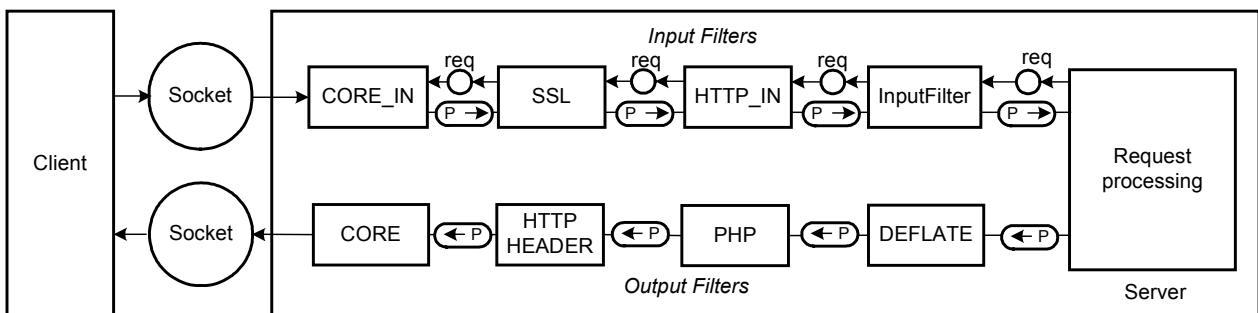 Input Filters
req
req
req
req
Socket
CORE_IN
SSL
HTTP_IN
InputFilter
P
P
P
P
Client
Request
processing
Socket
CORE
P
HTTP
HEADER
P
PHP
P
DEFLATE
P
Output Filters
Server